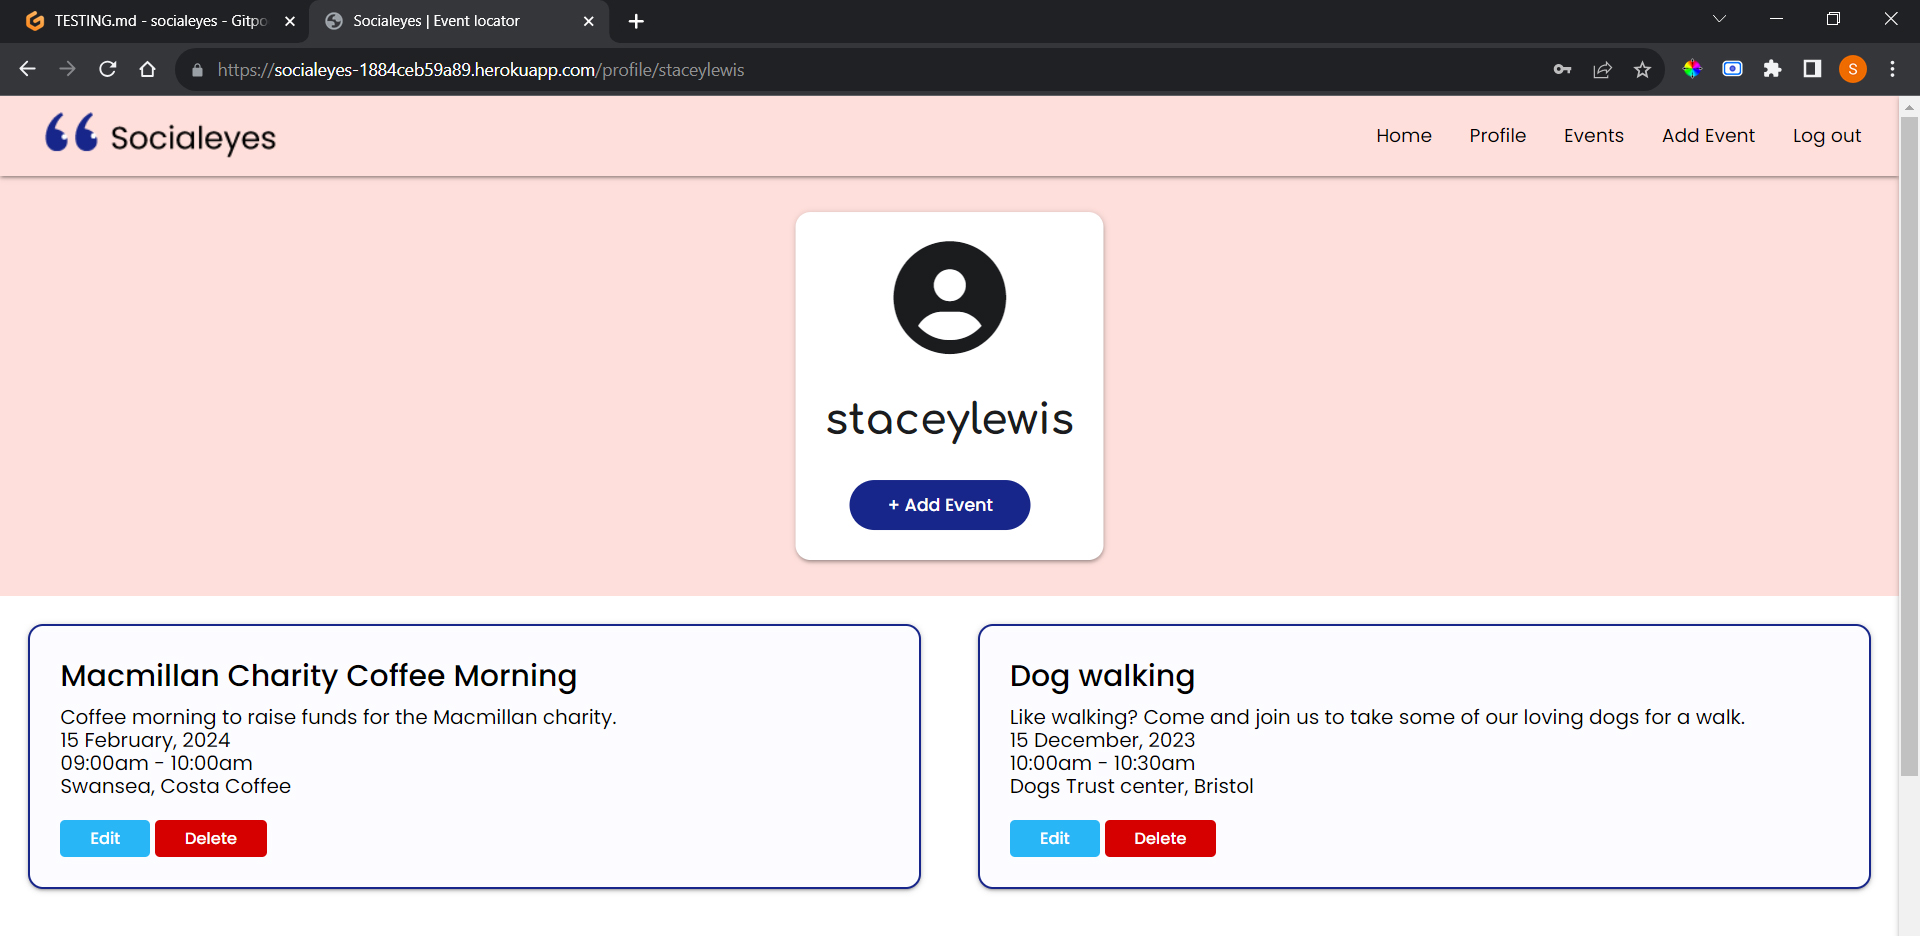 TESTING.md - socialeyes - Gitpo
Socialeyes | Event locator
https://socialeyes-1884ceb59a89.herokuapp.com/profile/staceylewis
S
Socialeyes
Home
Profile
Events
Add Event
Log out
staceylewis
+ Add Event
Macmillan Charity Coffee Morning
Coffee morning to raise funds for the Macmillan charity.
15 February, 2024
09:00am - 10:00am
Swansea, Costa Coffee
Edit
Delete
Dog walking
Like walking? Come and join us to take some of our loving dogs for a walk.
15 December, 2023
10:00am - 10:30am
Dogs Trust center, Bristol
Edit
Delete